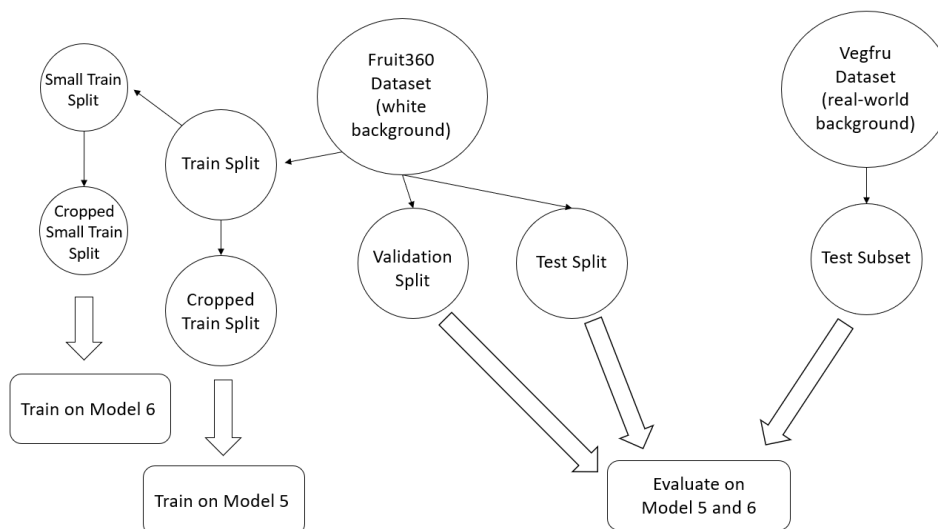 Small Train
Split
Fruit360
Dataset
(white
background)
Vegfru
Dataset
(real-world
background)
Train Split
Cropped
Small Train
Split
Validation
Split
Test Split
Test Subset
Cropped
Train Split
Train on Model 6
Train on Model 5
Evaluate on
Model 5 and 6